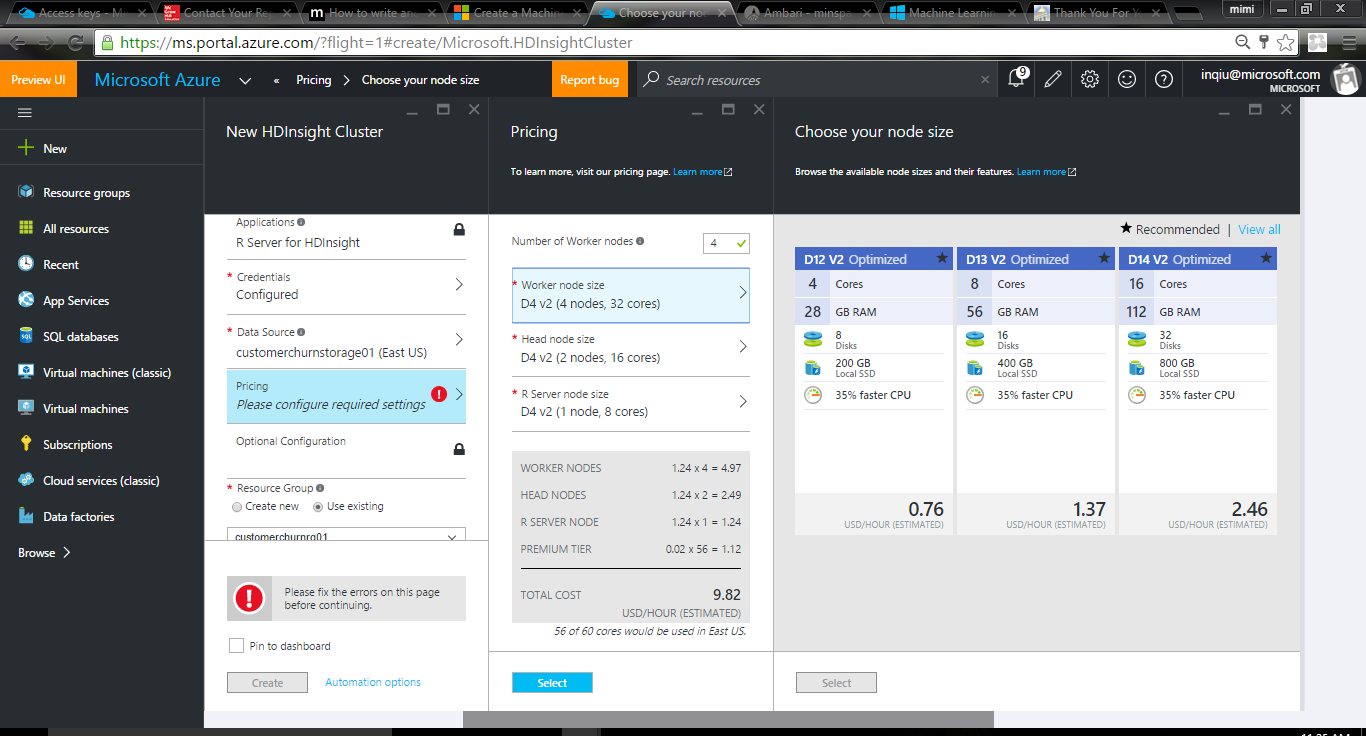 Access keys - Mi
Contact Your Re
How to write an
Create a Machin
Choose your no
Ambari - minspa
Machine Learnin
Thank You For Y
mimi
https://ms.portal.azure.com/?flight=1#create/Microsoft.HDInsightCluster
Preview UI
Microsoft Azure
« Pricing > Choose your node size
Report bug
Search resources
9
inqiu@microsoft.com
MICROSOFT
New
Resource groups
All resources
Recent
App Services
SQL databases
Virtual machines (classic)
Virtual machines
Subscriptions
Cloud services (classic)
Data factories
Browse >
New HDInsight Cluster
Applications
R Server for HDInsight
* Credentials
Configured
* Data Source
customerchurnstorage01 (East US)
Pricing
Please configure required settings
Optional Configuration
* Resource Group
Create new Use existing
customerchurnrg01
Please fix the errors on this page
before continuing.
Pin to dashboard
Create Automation options
Pricing
To learn more, visit our pricing page. Learn more
Number of Worker nodes 4
* Worker node size
D4 v2 (4 nodes, 32 cores)
* Head node size
D4 v2 (2 nodes, 16 cores)
* R Server node size
D4 v2 (1 node, 8 cores)
WORKER NODES 1.24 x 4 = 4.97
HEAD NODES 1.24 x 2 = 2.49
R SERVER NODE 1.24 x 1 = 1.24
PREMIUM TIER 0.02 x 56 = 1.12
TOTAL COST 9.82
USD/HOUR (ESTIMATED)
56 of 60 cores would be used in East US.
Select
Choose your node size
Browse the available node sizes and their features. Learn more
★ Recommended | View all
D12 V2 Optimized ★
4 Cores
28 GB RAM
8
Disks
200 GB
Local SSD
35% faster CPU
0.76
USD/HOUR (ESTIMATED)
D13 V2 Optimized ★
8 Cores
56 GB RAM
16
Disks
400 GB
Local SSD
35% faster CPU
1.37
USD/HOUR (ESTIMATED)
D14 V2 Optimized ★
16 Cores
112 GB RAM
32
Disks
800 GB
Local SSD
35% faster CPU
2.46
USD/HOUR (ESTIMATED)
Select